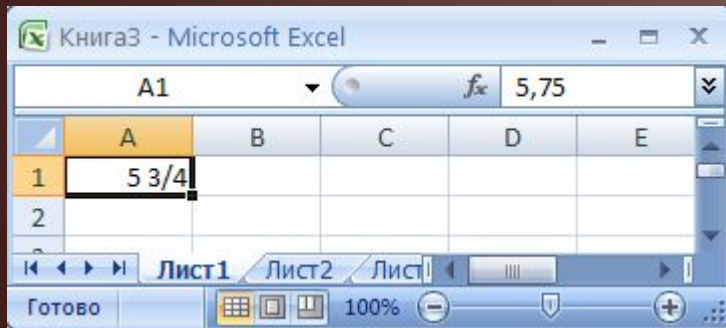 Книга3 - Microsoft Excel
A1 fx 5,75
A B C D E
1 5 3/4
2
Лист1 Лист2 Лист
Готово 100%